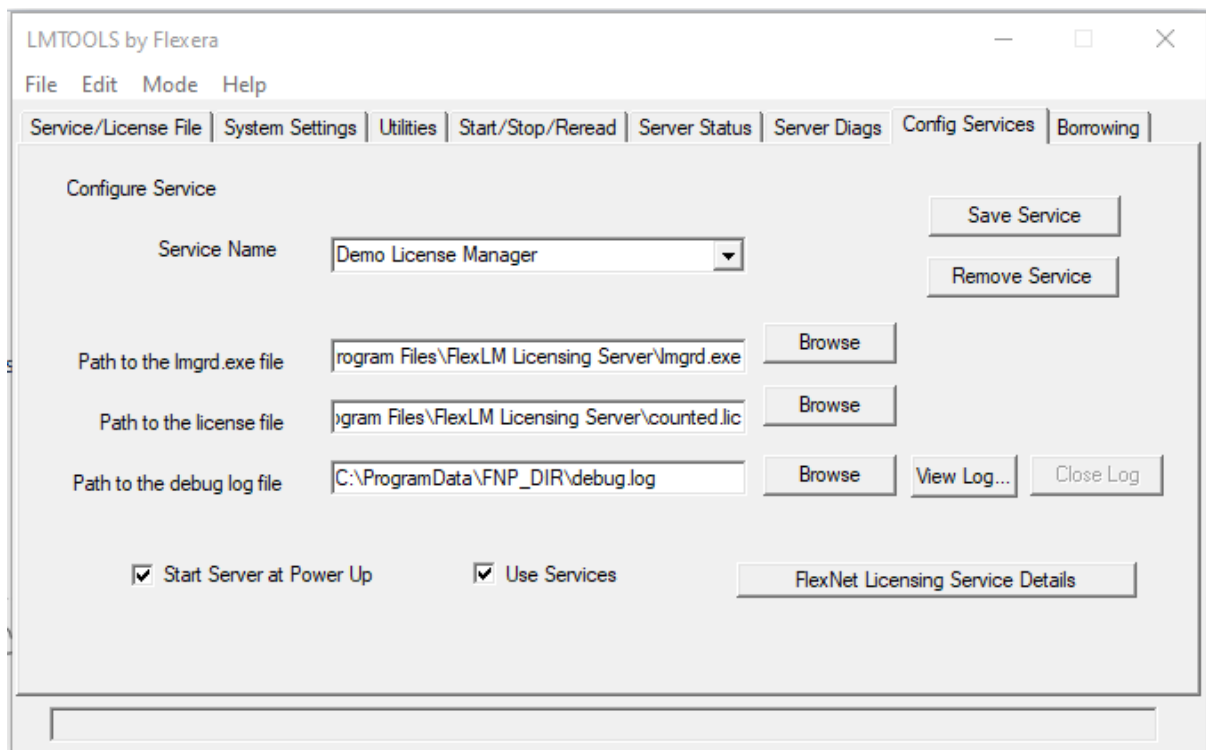 LMTOOLS by Flexera
File Edit Mode Help
Service/License File System Settings Utilities Start/Stop/Reread Server Status Server Diags Config Services Borrowing
Configure Service
Save Service
Service Name Demo License Manager
Remove Service
Path to the lmgrd.exe file rogram Files\FlexLM Licensing Server\lmgrd.exe Browse
Path to the license file ogram Files\FlexLM Licensing Server\counted.lic Browse
Path to the debug log file C:\ProgramData\FNP_DIR\debug.log Browse View Log... Close Log
Start Server at Power Up Use Services FlexNet Licensing Service Details